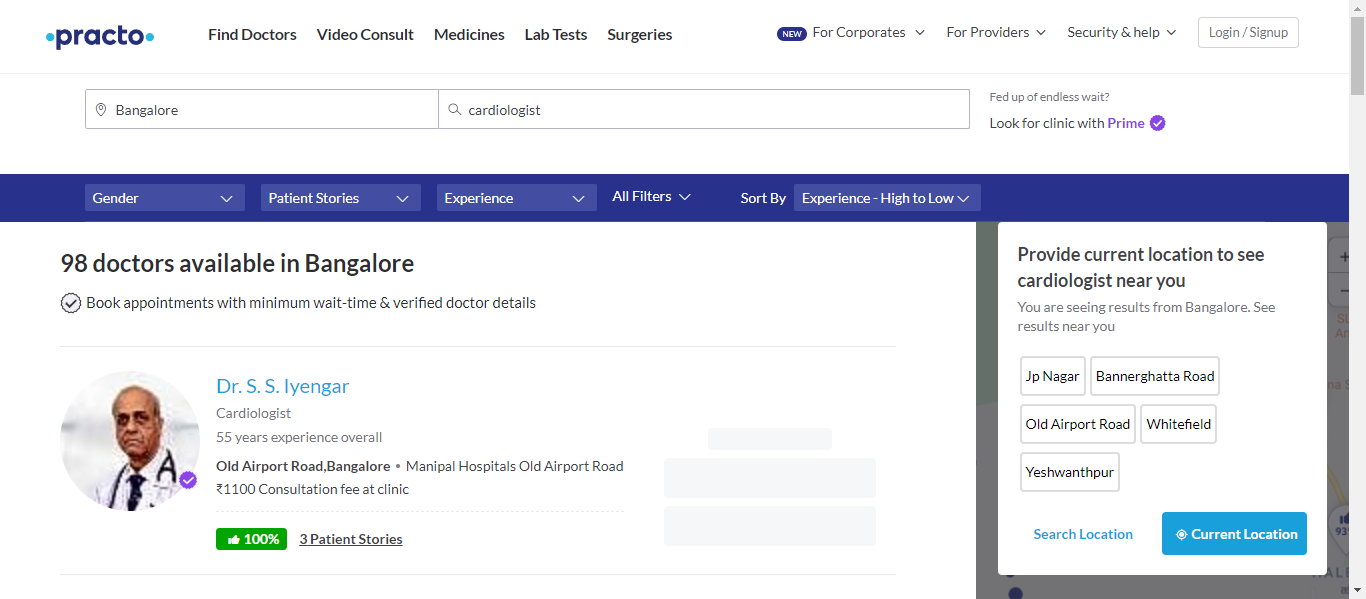 practo
Find Doctors
Video Consult
Medicines
Lab Tests
Surgeries
NEW
For Corporates
For Providers
Security & help
Login / Signup
Bangalore
cardiologist
Fed up of endless wait?
Look for clinic with Prime
Gender
Patient Stories
Experience
All Filters
Sort By
Experience - High to Low
98 doctors available in Bangalore
Book appointments with minimum wait-time & verified doctor details
Dr. S. S. Iyengar
Cardiologist
55 years experience overall
Old Airport Road,Bangalore • Manipal Hospitals Old Airport Road
₹1100 Consultation fee at clinic
100%
3 Patient Stories
Provide current location to see
cardiologist near you
You are seeing results from Bangalore. See
results near you
Jp Nagar
Bannerghatta Road
Old Airport Road
Whitefield
Yeshwanthpur
Search Location
Current Location